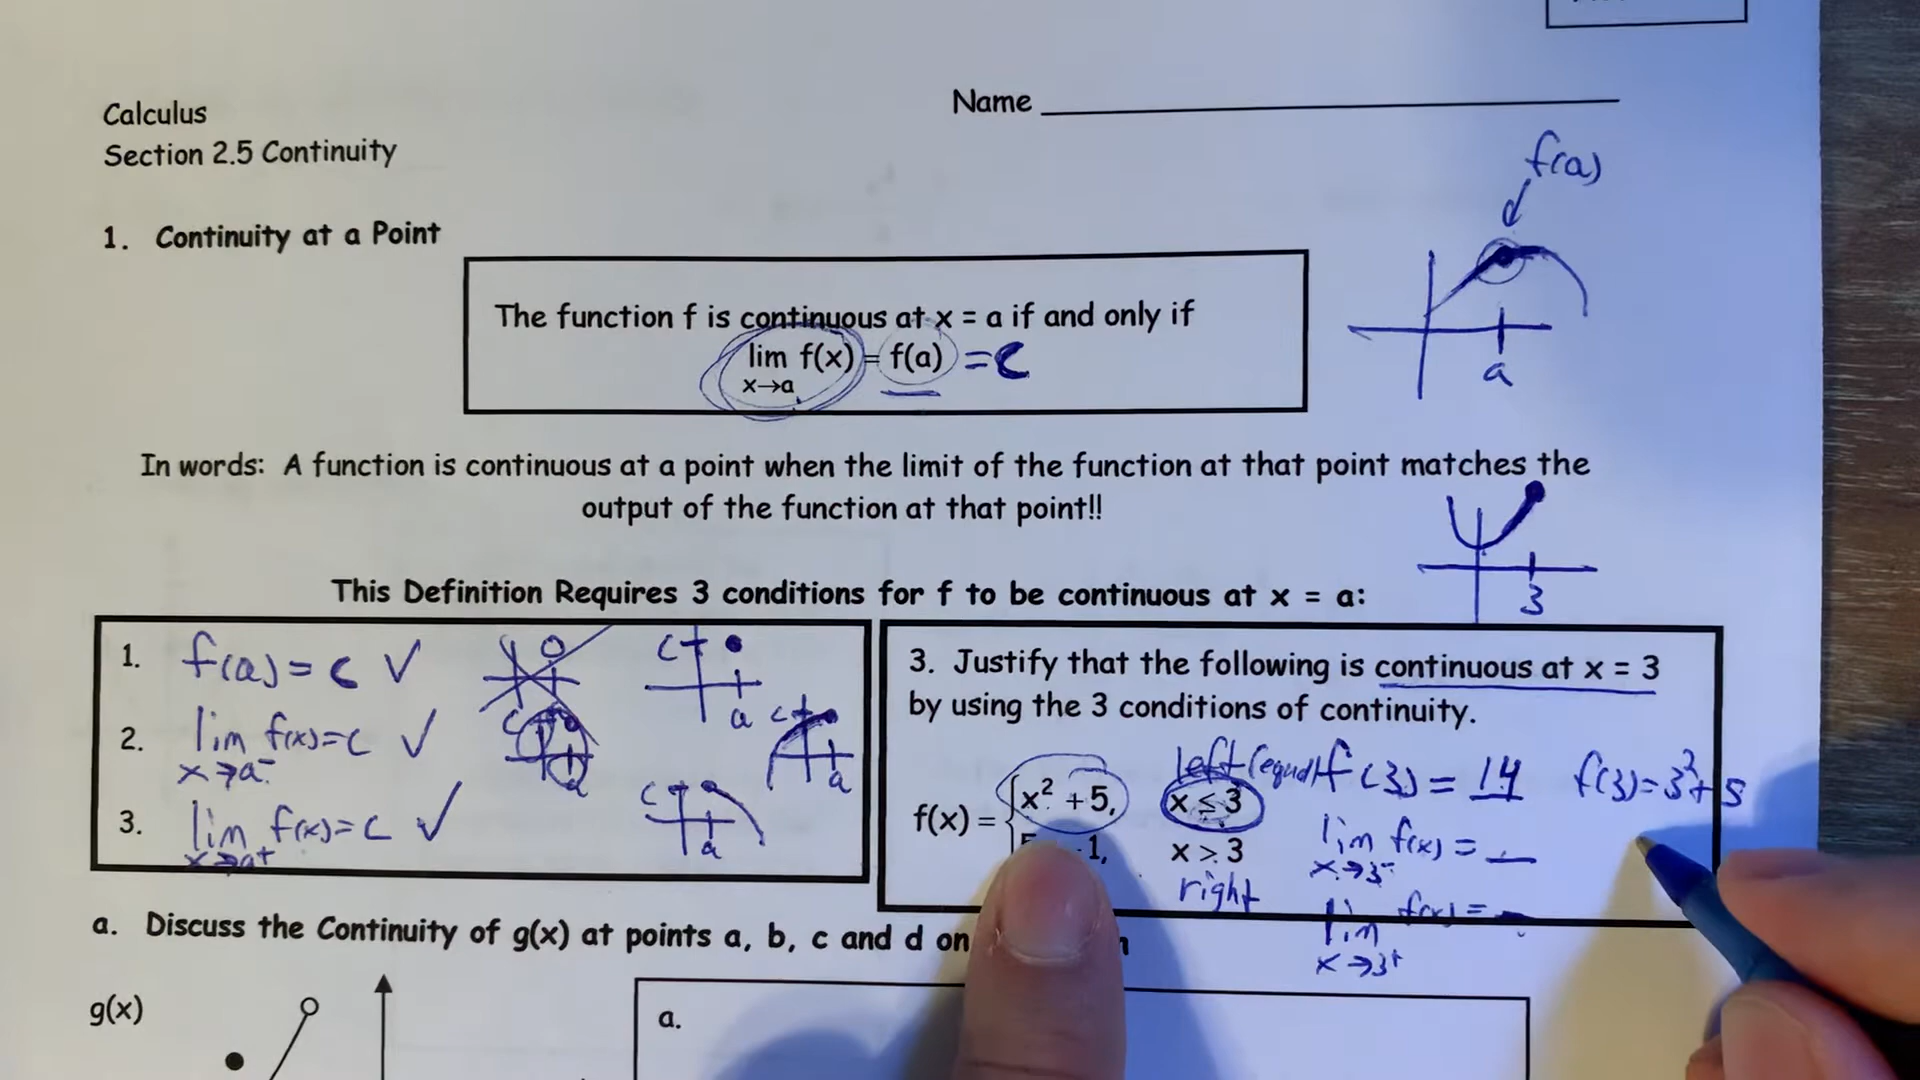 Calculus
Name
Section 2.5 Continuity
f(a)
1. Continuity at a Point
The function f is continuous at x = a if and only if
lim f(x) = f(a) = C
x→a
a
In words: A function is continuous at a point when the limit of the function at that point matches the
output of the function at that point!!
3
This Definition Requires 3 conditions for f to be continuous at x = a:
1. f(a) = c ✓
C
a
2. lim f(x) = c ✓
x→a⁻
C
a
C
a
3. lim f(x) = c ✓
x→a⁺
C
a
3. Justify that the following is continuous at x = 3
by using the 3 conditions of continuity.
left (equal) f(3) = 14 f(3) = 3² + 5
f(x) = { x² + 5, x ≤ 3
1, x > 3
right
lim f(x) =
x→3⁻
lim f(x) =
x→3⁺
a. Discuss the Continuity of g(x) at points a, b, c and d on
g(x)
a.